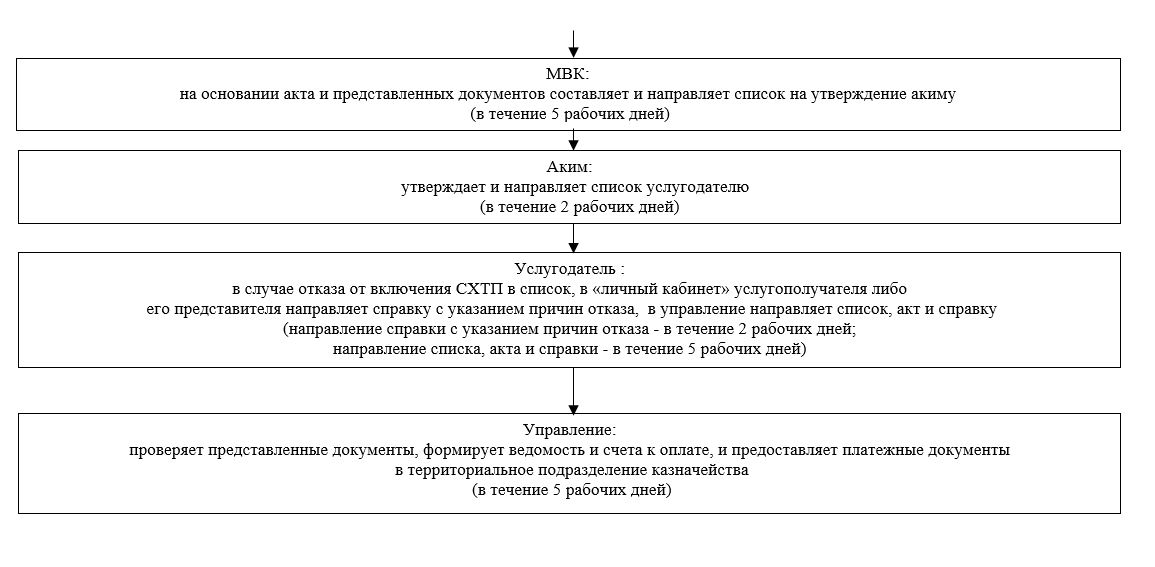 МВК:
на основании акта и представленных документов составляет и направляет список на утверждение акиму
(в течение 5 рабочих дней)
Аким:
утверждает и направляет список услугодателю
(в течение 2 рабочих дней)
Услугодатель :
в случае отказа от включения СХТП в список, в «личный кабинет» услугополучателя либо
его представителя направляет справку с указанием причин отказа, в управление направляет список, акт и справку
(направление справки с указанием причин отказа - в течение 2 рабочих дней;
направление списка, акта и справки - в течение 5 рабочих дней)
Управление:
проверяет представленные документы, формирует ведомость и счета к оплате, и предоставляет платежные документы
в территориальное подразделение казначейства
(в течение 5 рабочих дней)